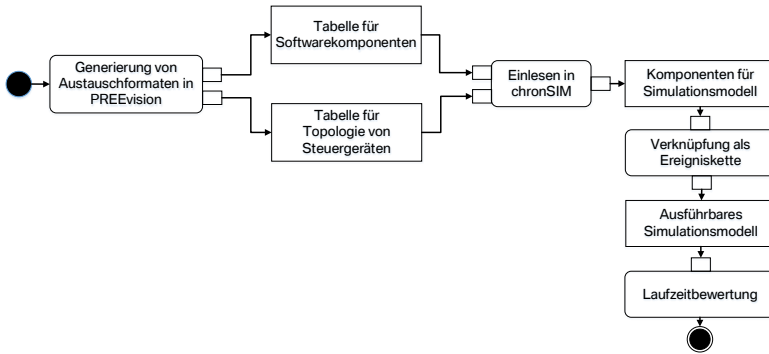 Generierung von
Austauschformaten in
PREEvision
Tabelle für
Softwarekomponenten
Tabelle für
Topologie von
Steuergeräten
Einlesen in
chronSIM
Komponenten für
Simulationsmodell
Verknüpfung als
Ereigniskette
Ausführbares
Simulationsmodell
Laufzeitbewertung